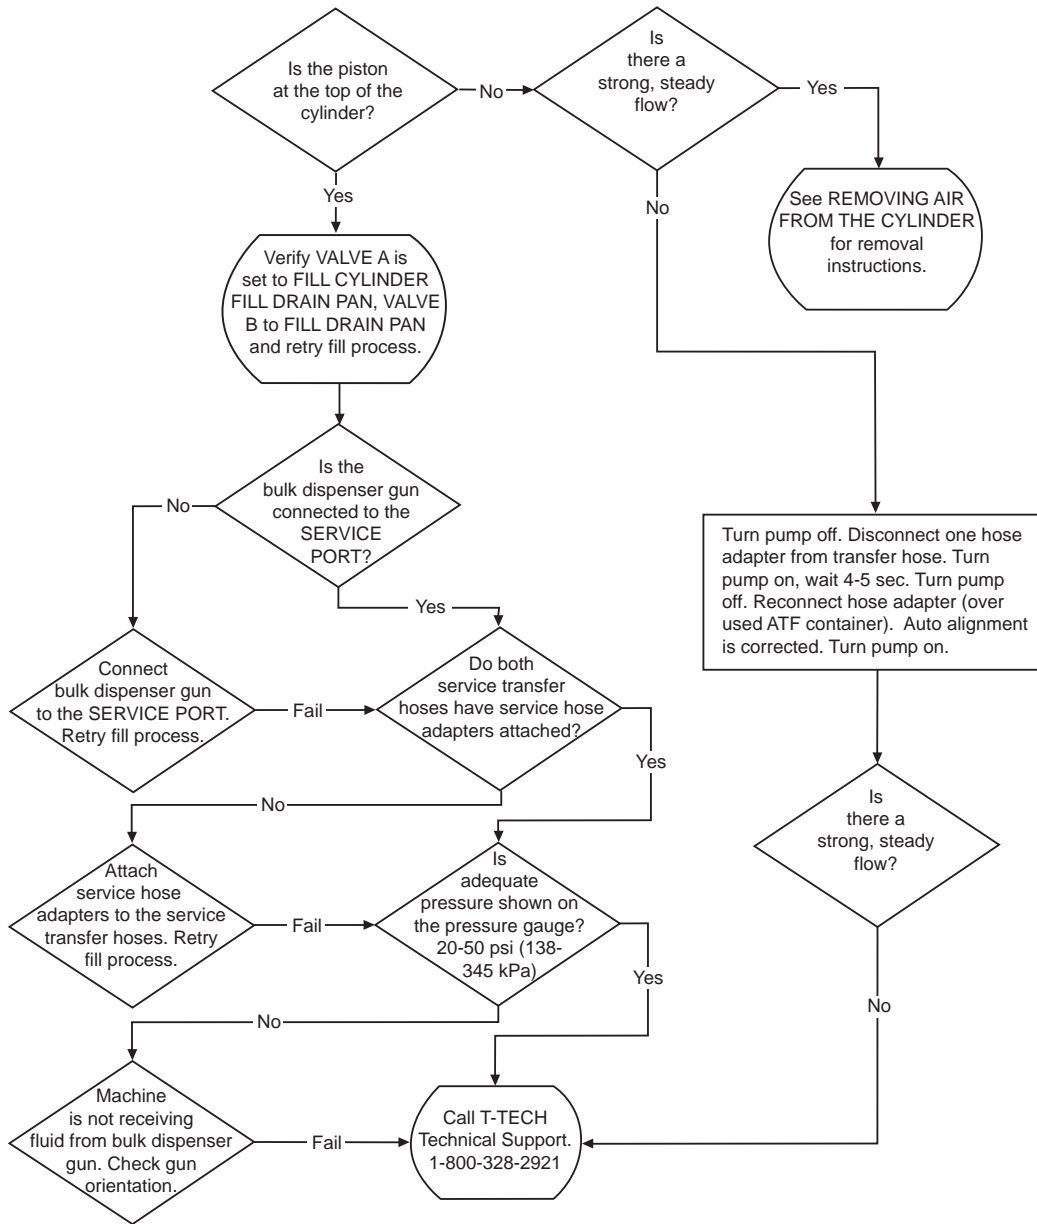 Is the piston
at the top of the
cylinder?
No
Is
there a
strong, steady
flow?
Yes
See REMOVING AIR
FROM THE CYLINDER
for removal
instructions.
Yes
No
Verify VALVE A is
set to FILL CYLINDER
FILL DRAIN PAN, VALVE
B to FILL DRAIN PAN
and retry fill process.
Is the
bulk dispenser gun
connected to the
SERVICE
PORT?
No
Yes
Turn pump off. Disconnect one hose
adapter from transfer hose. Turn
pump on, wait 4-5 sec. Turn pump
off. Reconnect hose adapter (over
used ATF container). Auto alignment
is corrected. Turn pump on.
Connect
bulk dispenser gun
to the SERVICE PORT.
Retry fill process.
Fail
Do both
service transfer
hoses have service hose
adapters attached?
Yes
No
Is
there a
strong, steady
flow?
Attach
service hose
adapters to the service
transfer hoses. Retry
fill process.
Fail
Is
adequate
pressure shown on
the pressure gauge?
20-50 psi (138-
345 kPa)
Yes
No
No
Machine
is not receiving
fluid from bulk dispenser
gun. Check gun
orientation.
Fail
Call T-TECH
Technical Support.
1-800-328-2921